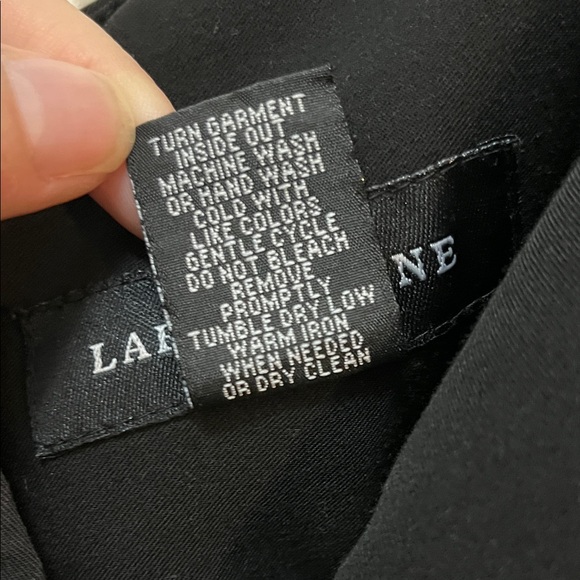 TURN GARMENT
INSIDE OUT
MACHINE WASH
OR HAND WASH
COLD WITH
LIKE COLORS
GENTLE CYCLE
DO NOT BLEACH
REMOVE
PROMPTLY
TUMBLE DRY LOW
WARM IRON
WHEN NEEDED
OR DRY CLEAN